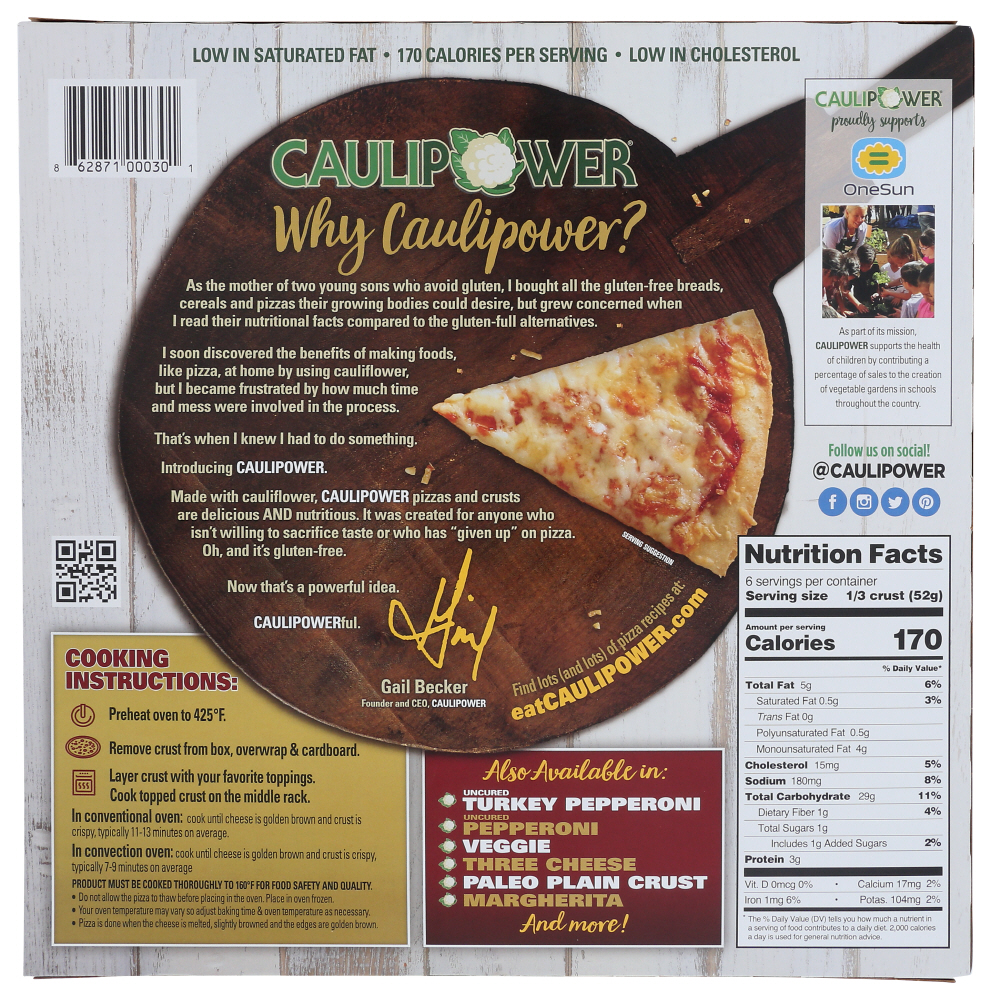 LOW IN SATURATED FAT • 170 CALORIES PER SERVING • LOW IN CHOLESTEROL
8 62871 00030 1
CAULIPOWER®
Why Caulipower?
As the mother of two young sons who avoid gluten, I bought all the gluten-free breads,
cereals and pizzas their growing bodies could desire, but grew concerned when
I read their nutritional facts compared to the gluten-full alternatives.
I soon discovered the benefits of making foods,
like pizza, at home by using cauliflower,
but I became frustrated by how much time
and mess were involved in the process.
That's when I knew I had to do something.
Introducing CAULIPOWER.
Made with cauliflower, CAULIPOWER pizzas and crusts
are delicious AND nutritious. It was created for anyone who
isn't willing to sacrifice taste or who has "given up" on pizza.
Oh, and it's gluten-free.
Now that's a powerful idea.
CAULIPOWERful.
Gail
Gail Becker
Founder and CEO, CAULIPOWER
SERVING SUGGESTION
Find lots (and lots) of pizza recipes at:
eatCAULIPOWER.com
CAULIPOWER®
proudly supports
OneSun
As part of its mission,
CAULIPOWER supports the health
of children by contributing a
percentage of sales to the creation
of vegetable gardens in schools
throughout the country.
Follow us on social!
@CAULIPOWER
COOKING
INSTRUCTIONS:
Preheat oven to 425°F.
Remove crust from box, overwrap & cardboard.
Layer crust with your favorite toppings.
Cook topped crust on the middle rack.
In conventional oven: cook until cheese is golden brown and crust is
crispy, typically 11-13 minutes on average.
In convection oven: cook until cheese is golden brown and crust is crispy,
typically 7-9 minutes on average
PRODUCT MUST BE COOKED THOROUGHLY TO 160°F FOR FOOD SAFETY AND QUALITY.
• Do not allow the pizza to thaw before placing in the oven. Place in oven frozen.
• Your oven temperature may vary so adjust baking time & oven temperature as necessary.
• Pizza is done when the cheese is melted, slightly browned and the edges are golden brown.
Also Available in:
UNCURED
TURKEY PEPPERONI
UNCURED
PEPPERONI
VEGGIE
THREE CHEESE
PALEO PLAIN CRUST
MARGHERITA
And more!
Nutrition Facts
6 servings per container
Serving size 1/3 crust (52g)
Amount per serving
Calories 170
% Daily Value*
Total Fat 5g 6%
Saturated Fat 0.5g 3%
Trans Fat 0g
Polyunsaturated Fat 0.5g
Monounsaturated Fat 4g
Cholesterol 15mg 5%
Sodium 180mg 8%
Total Carbohydrate 29g 11%
Dietary Fiber 1g 4%
Total Sugars 1g
Includes 1g Added Sugars 2%
Protein 3g
Vit. D 0mcg 0% • Calcium 17mg 2%
Iron 1mg 6% • Potas. 104mg 2%
* The % Daily Value (DV) tells you how much a nutrient in
a serving of food contributes to a daily diet. 2,000 calories
a day is used for general nutrition advice.